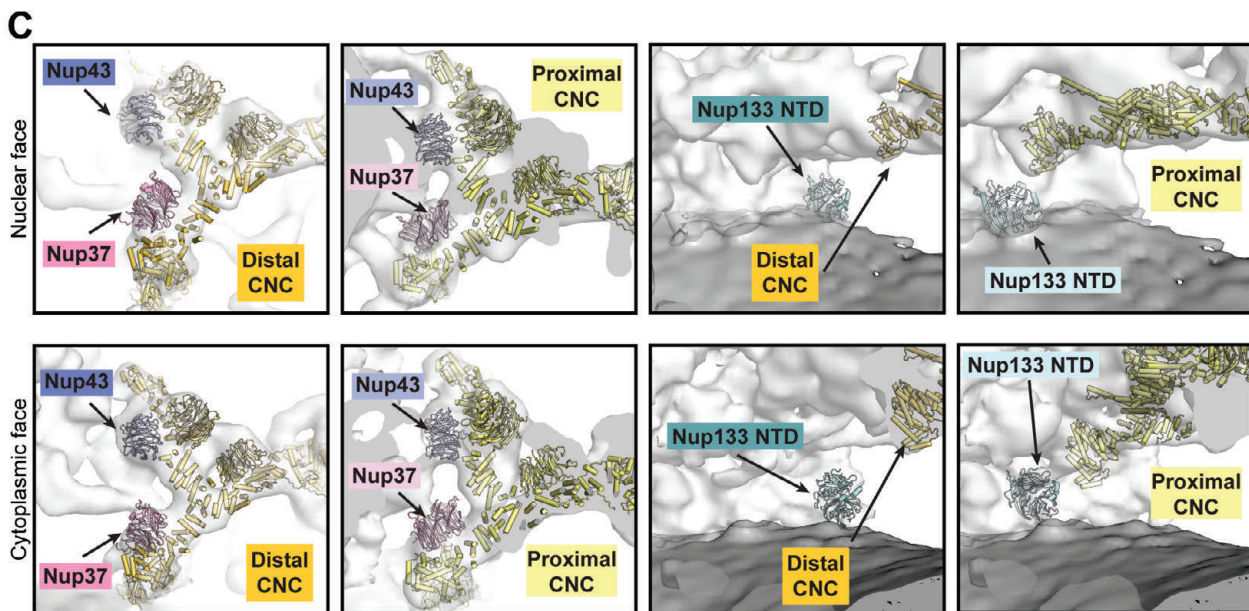 C
Nuclear face
Nup43
Nup37
Distal
CNC
Nup43
Proximal
CNC
Nup37
Nup133 NTD
Distal
CNC
Proximal
CNC
Nup133 NTD
Cytoplasmic face
Nup43
Nup37
Distal
CNC
Nup43
Nup37
Proximal
CNC
Nup133 NTD
Distal
CNC
Nup133 NTD
Proximal
CNC